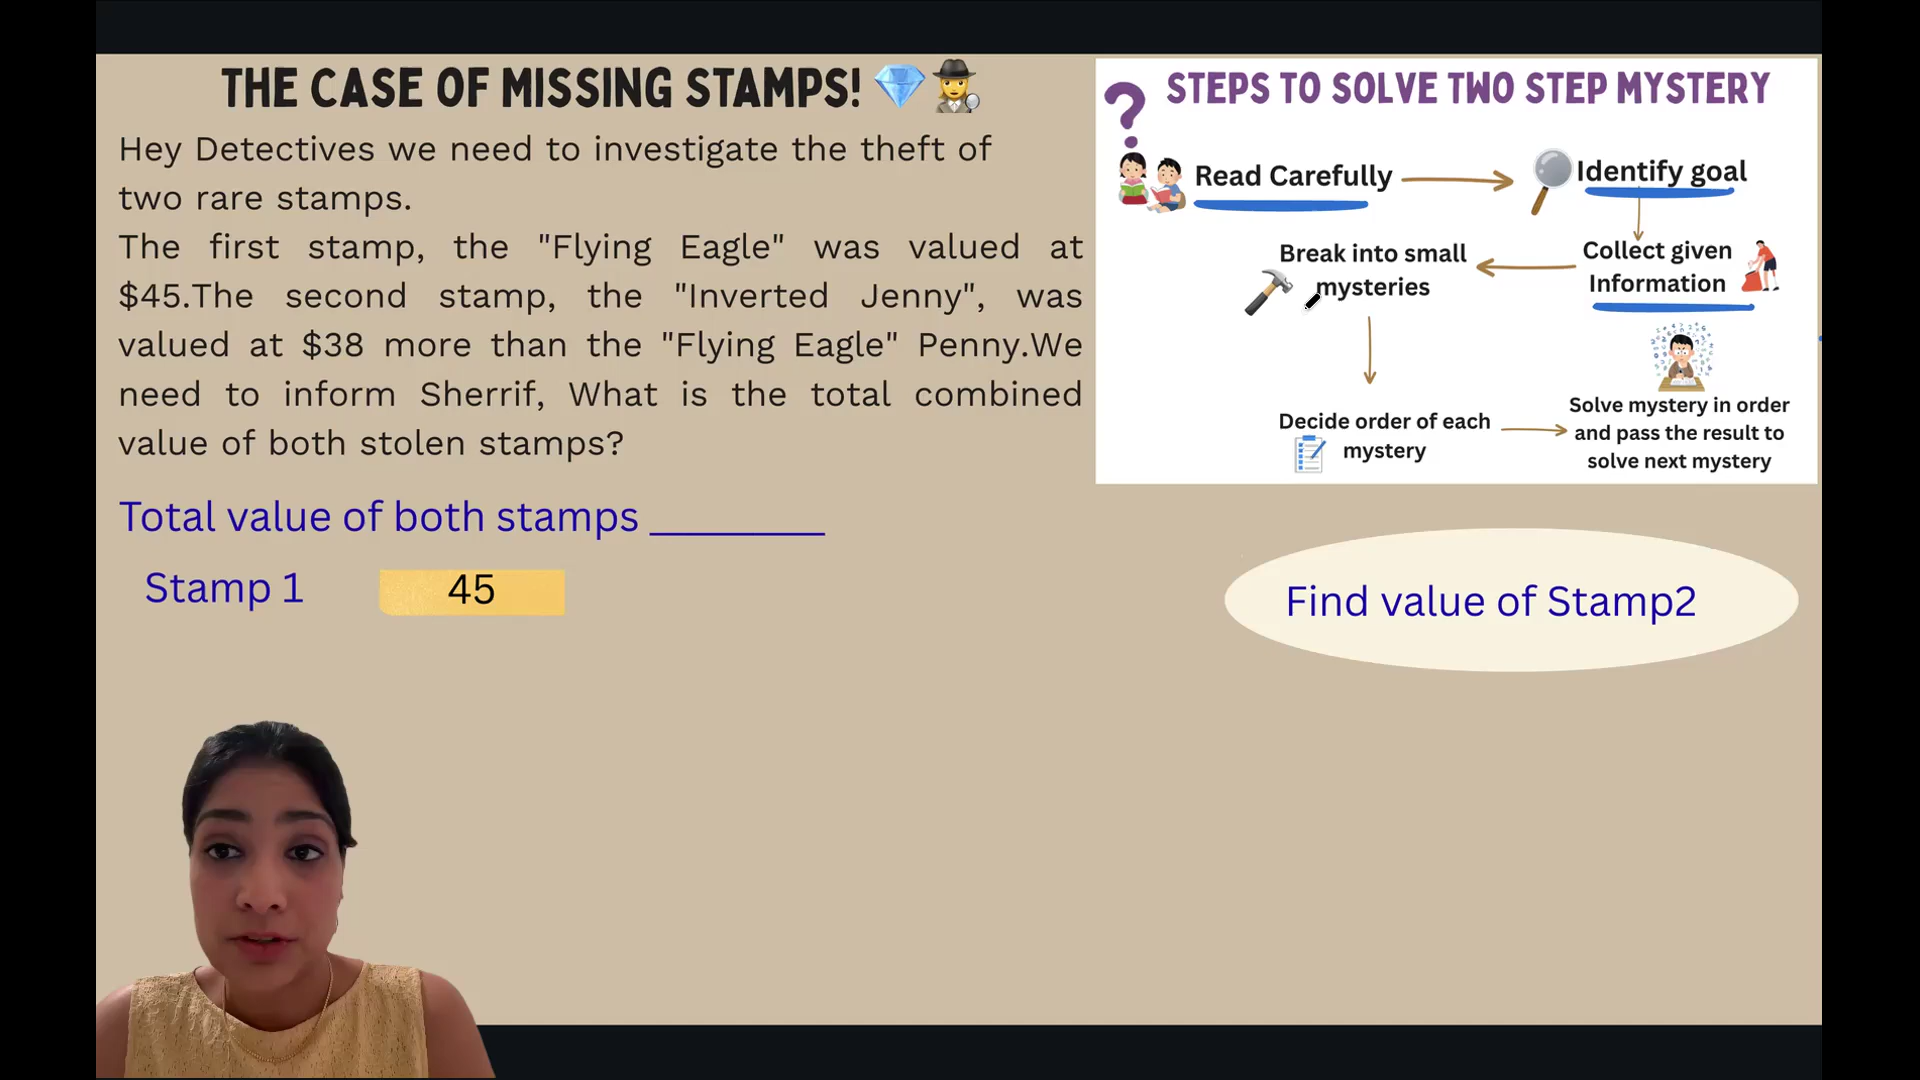 THE CASE OF MISSING STAMPS!
Hey Detectives we need to investigate the theft of
two rare stamps.
The first stamp, the "Flying Eagle" was valued at
$45.The second stamp, the "Inverted Jenny", was
valued at $38 more than the "Flying Eagle" Penny.We
need to inform Sherrif, What is the total combined
value of both stolen stamps?
Total value of both stamps ________
Stamp 1 45
? STEPS TO SOLVE TWO STEP MYSTERY
Read Carefully
Identify goal
Collect given
Information
Break into small
mysteries
Decide order of each
mystery
Solve mystery in order
and pass the result to
solve next mystery
Find value of Stamp2